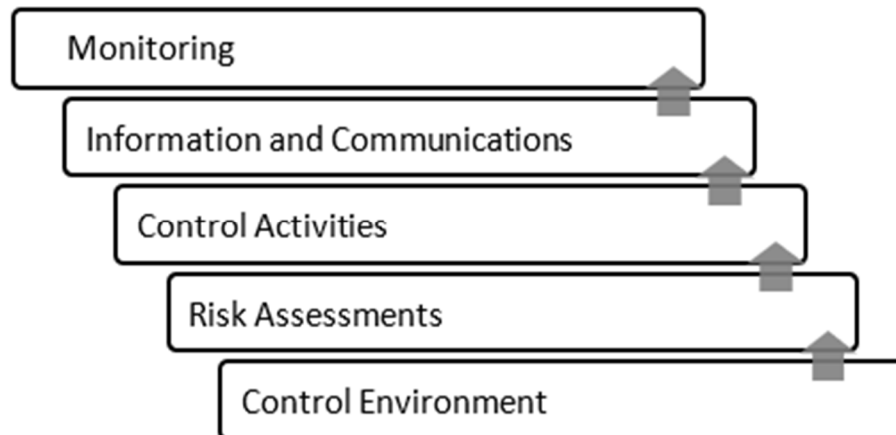 Monitoring
Information and Communications
Control Activities
Risk Assessments
Control Environment